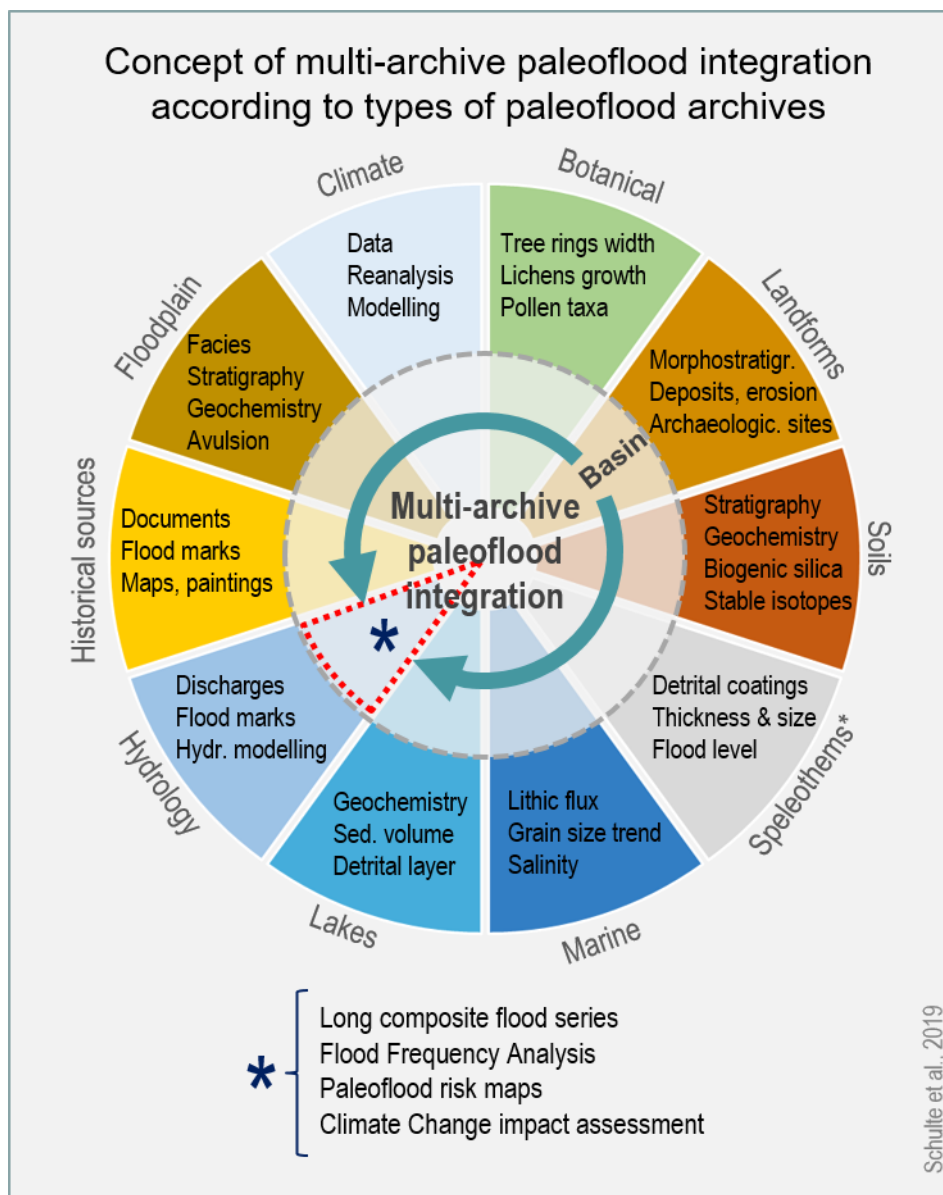 Concept of multi-archive paleoflood integration
according to types of paleoflood archives
Climate
Data
Reanalysis
Modelling
Botanical
Tree rings width
Lichens growth
Pollen taxa
Landforms
Morphostratigr.
Deposits, erosion
Archaeologic. sites
Soils
Stratigraphy
Geochemistry
Biogenic silica
Stable isotopes
Speleothems*
Detrital coatings
Thickness & size
Flood level
Marine
Lithic flux
Grain size trend
Salinity
Lakes
Geochemistry
Sed. volume
Detrital layer
Hydrology
Discharges
Flood marks
Hydr. modelling
Historical sources
Documents
Flood marks
Maps, paintings
Floodplain
Facies
Stratigraphy
Geochemistry
Avulsion
Basin
Multi-archive
paleoflood
integration
*
*
Long composite flood series
Flood Frequency Analysis
Paleoflood risk maps
Climate Change impact assessment
Schulte et al., 2019